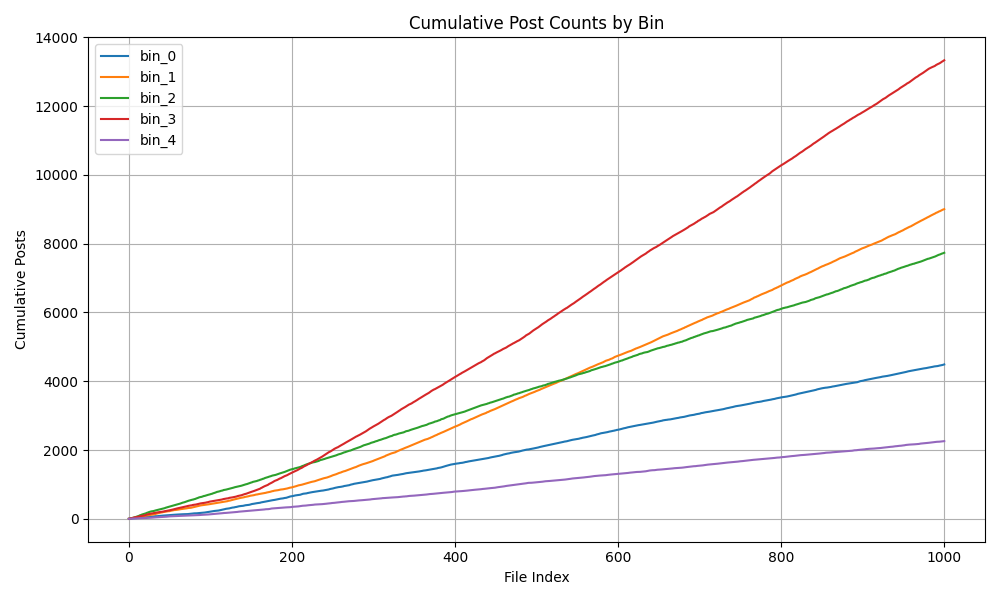 Cumulative Post Counts by Bin
14000
12000
10000
8000
6000
4000
2000
0
Cumulative Posts
bin_0
bin_1
bin_2
bin_3
bin_4
0 200 400 600 800 1000
File Index